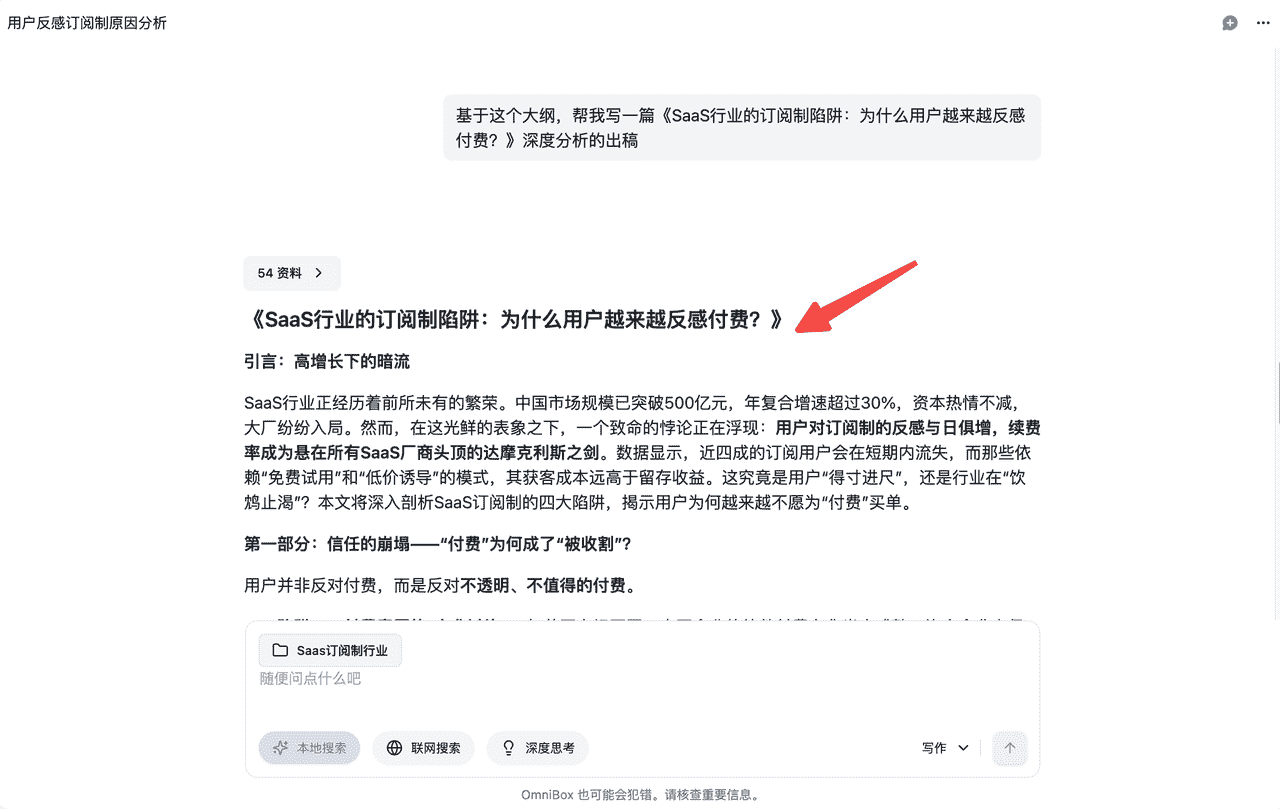 用户反感订阅制原因分析
基于这个大纲，帮我写一篇《SaaS行业的订阅制陷阱：为什么用户越来越反感
付费？》深度分析的出稿
54 资料
《SaaS行业的订阅制陷阱：为什么用户越来越反感付费？》
引言：高增长下的暗流
SaaS行业正经历着前所未有的繁荣。中国市场规模已突破500亿元，年复合增速超过30%，资本热情不减，
大厂纷纷入局。然而，在这光鲜的表象之下，一个致命的悖论正在浮现：用户对订阅制的反感与日俱增，续费
率成为悬在所有SaaS厂商头顶的达摩克利斯之剑。数据显示，近四成的订阅用户会在短期内流失，而那些依
赖“免费试用”和“低价诱导”的模式，其获客成本远高于留存收益。这究竟是用户“得寸进尺”，还是行业在“饮
鸩止渴”？本文将深入剖析SaaS订阅制的四大陷阱，揭示用户为何越来越不愿为“付费”买单。
第一部分：信任的崩塌——“付费”为何成了“被收割”？
用户并非反对付费，而是反对不透明、不值得的付费。
Saas订阅制行业
随便问点什么吧
本地搜索
联网搜索
深度思考
写作
OmniBox 也可能会犯错。请核查重要信息。